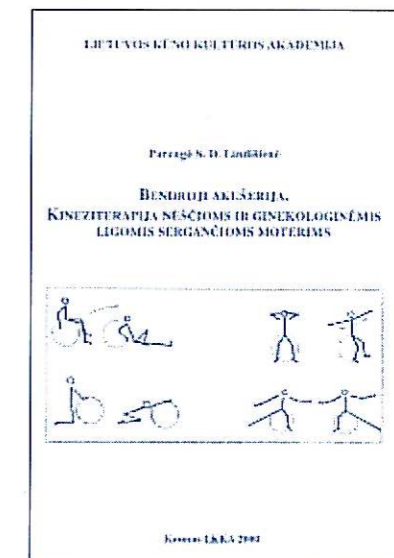 LIETUVOS KŪNO KULTŪROS AKADEMIJA
Parengė S. D.
BENDROJI AKUŠERIJA.
KINEZITERAPIJA NĖŠČIOMS IR GINEKOLOGINĖMIS
LIGOMIS SERGANČIOMS MOTERIMS
Kaunas LKKA